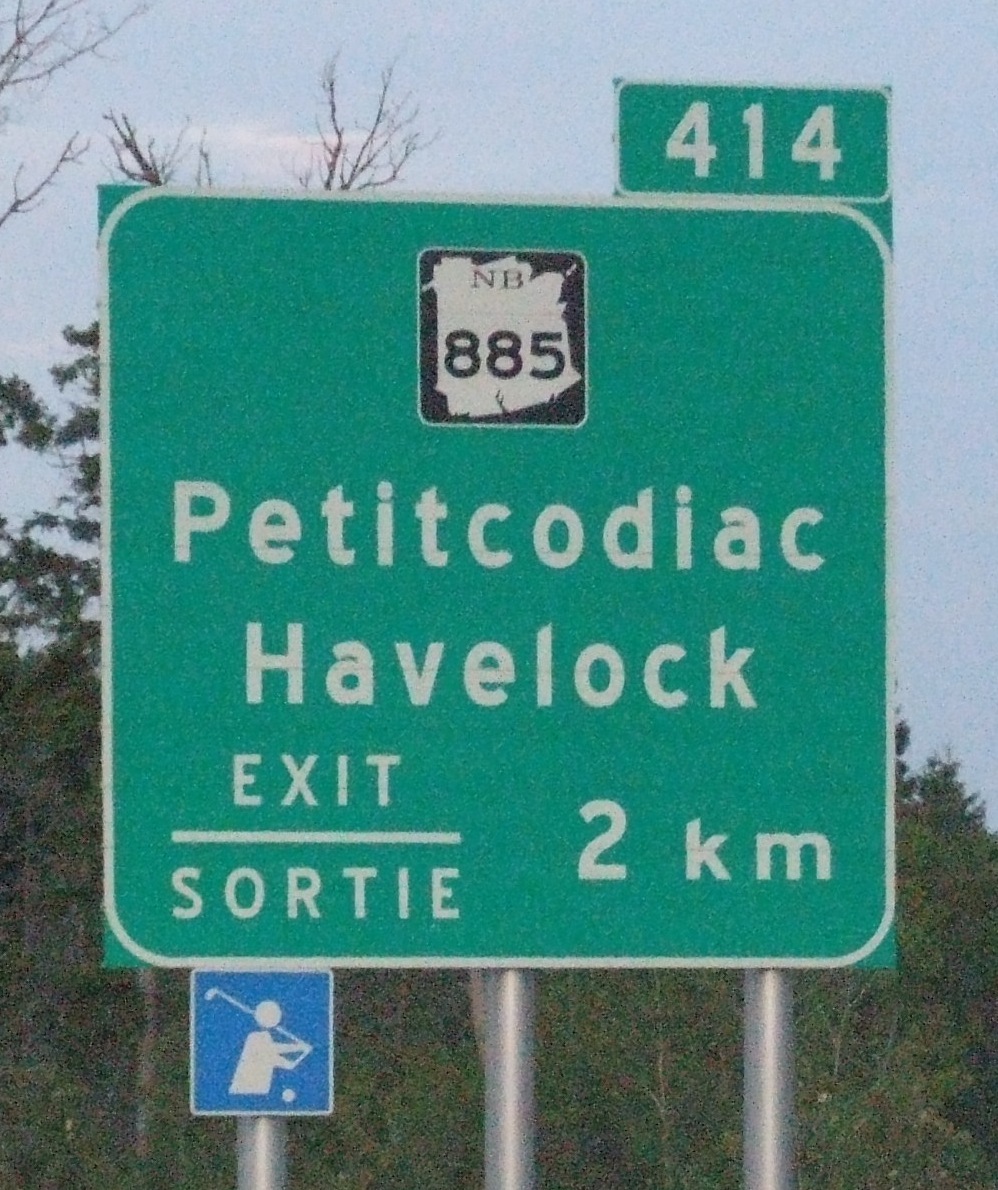 414
NB
885
Petitcodiac
Havelock
EXIT
SORTIE
2 km